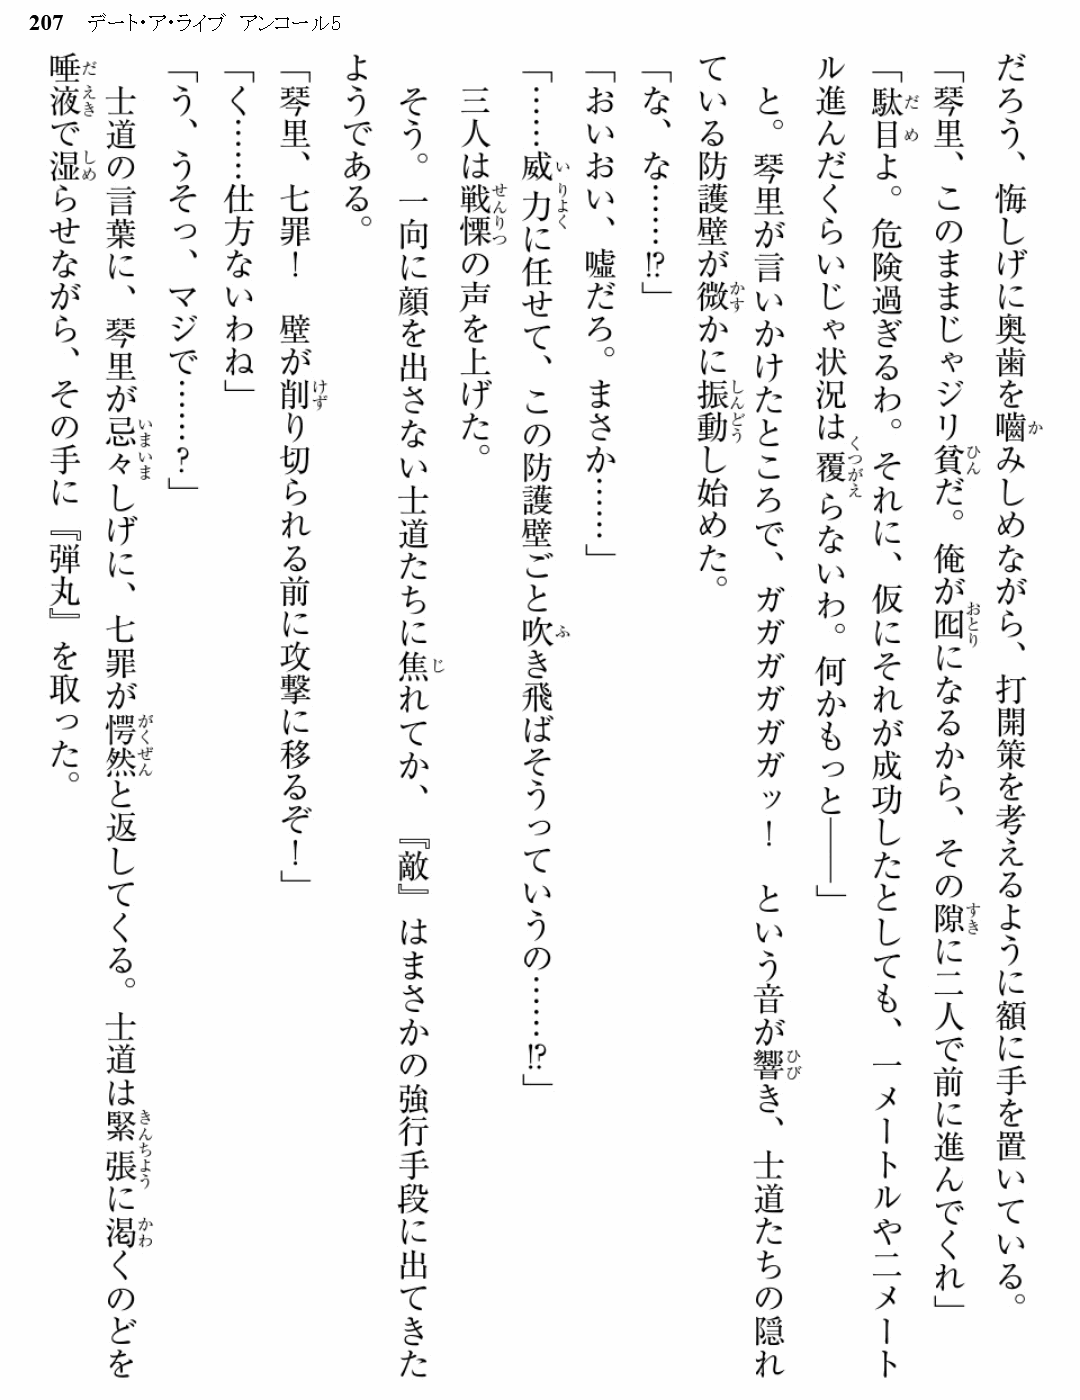 207 デート・ア・ライブ アンコール5
だろう、悔しげに奥歯を嚙みしめながら、打開策を考えるように額に手を置いている。
「琴里、このままじゃジリ貧だ。俺が囮になるから、その隙に二人で前に進んでくれ」
「駄目よ。危険過ぎるわ。それに、仮にそれが成功したとしても、一メートルや二メート
ル進んだくらいじゃ状況は覆らないわ。何かもっと――」
と。琴里が言いかけたところで、ガガガガガガッ！　という音が響き、士道たちの隠れ
ている防護壁が微かに振動し始めた。
「な、な……⁉」
「おいおい、嘘だろ。まさか……」
「……威力に任せて、この防護壁ごと吹き飛ばそうっていうの……⁉」
三人は戦慄の声を上げた。
そう。一向に顔を出さない士道たちに焦れてか、『敵』はまさかの強行手段に出てきた
ようである。
「琴里、七罪！　壁が削り切られる前に攻撃に移るぞ！」
「く……仕方ないわね」
「う、うそっ、マジで……？」
士道の言葉に、琴里が忌々しげに、七罪が愕然と返してくる。士道は緊張に渇くのどを
唾液で湿らせながら、その手に『弾丸』を取った。